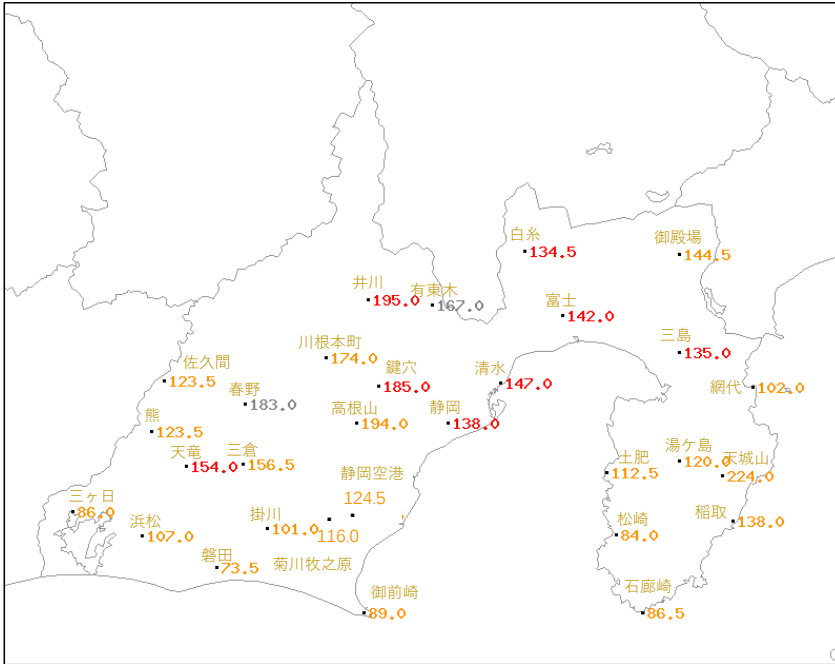 白糸
134.5
御殿場
144.5
井川
195.0
有東木
167.0
富士
142.0
川根本町
174.0
三島
135.0
佐久間
123.5
鍵穴
185.0
清水
147.0
網代
102.0
春野
183.0
高根山
194.0
静岡
138.0
熊
123.5
天竜
154.0
三倉
156.5
静岡空港
124.5
土肥
112.5
湯ケ島
120.0
天城山
224.0
三ヶ日
86.0
浜松
107.0
掛川
101.0
116.0
菊川牧之原
松崎
84.0
稲取
138.0
磐田
73.5
御前崎
89.0
石廊崎
86.5